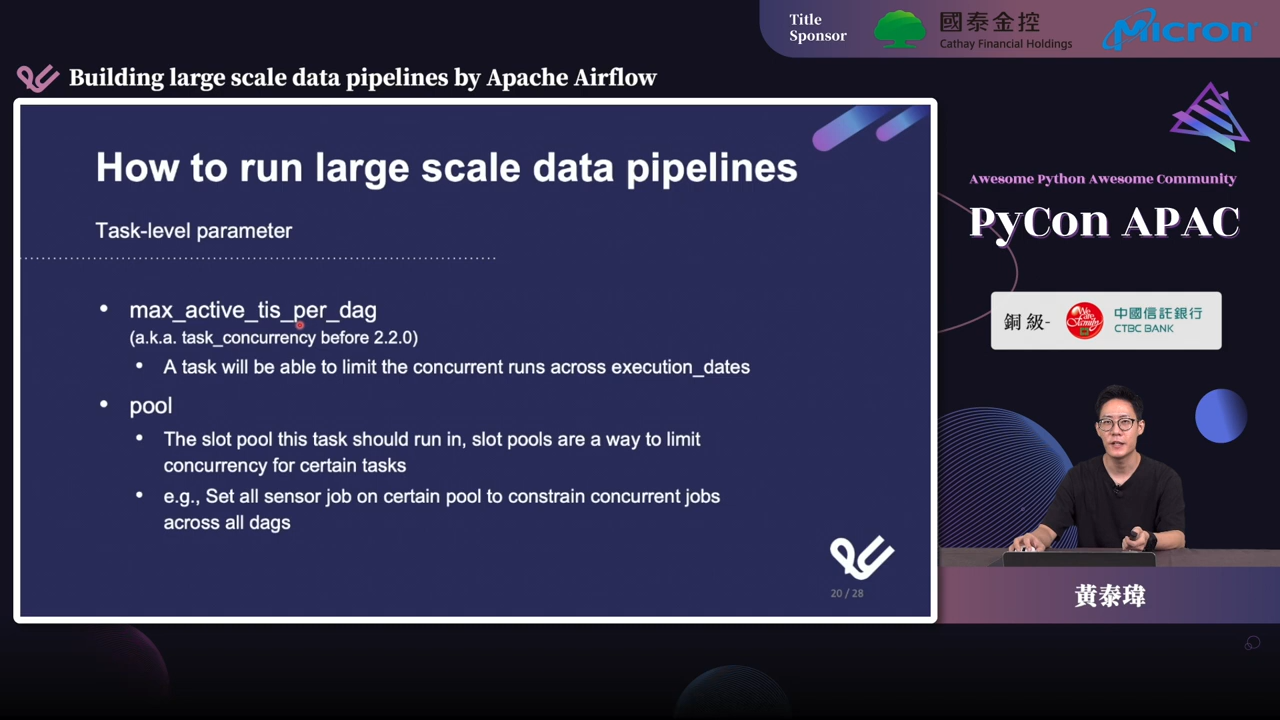 Title
Sponsor
國泰金控
Cathay Financial Holdings
Micron
Building large scale data pipelines by Apache Airflow
How to run large scale data pipelines
Task-level parameter
• max_active_tis_per_dag
(a.k.a. task_concurrency before 2.2.0)
• A task will be able to limit the concurrent runs across execution_dates
• pool
• The slot pool this task should run in, slot pools are a way to limit
concurrency for certain tasks
• e.g., Set all sensor job on certain pool to constrain concurrent jobs
across all dags
20 / 28
Awesome Python Awesome Community
PyCon APAC
銅級-
We are Family
中國信託銀行
CTBC BANK
黃泰瑋